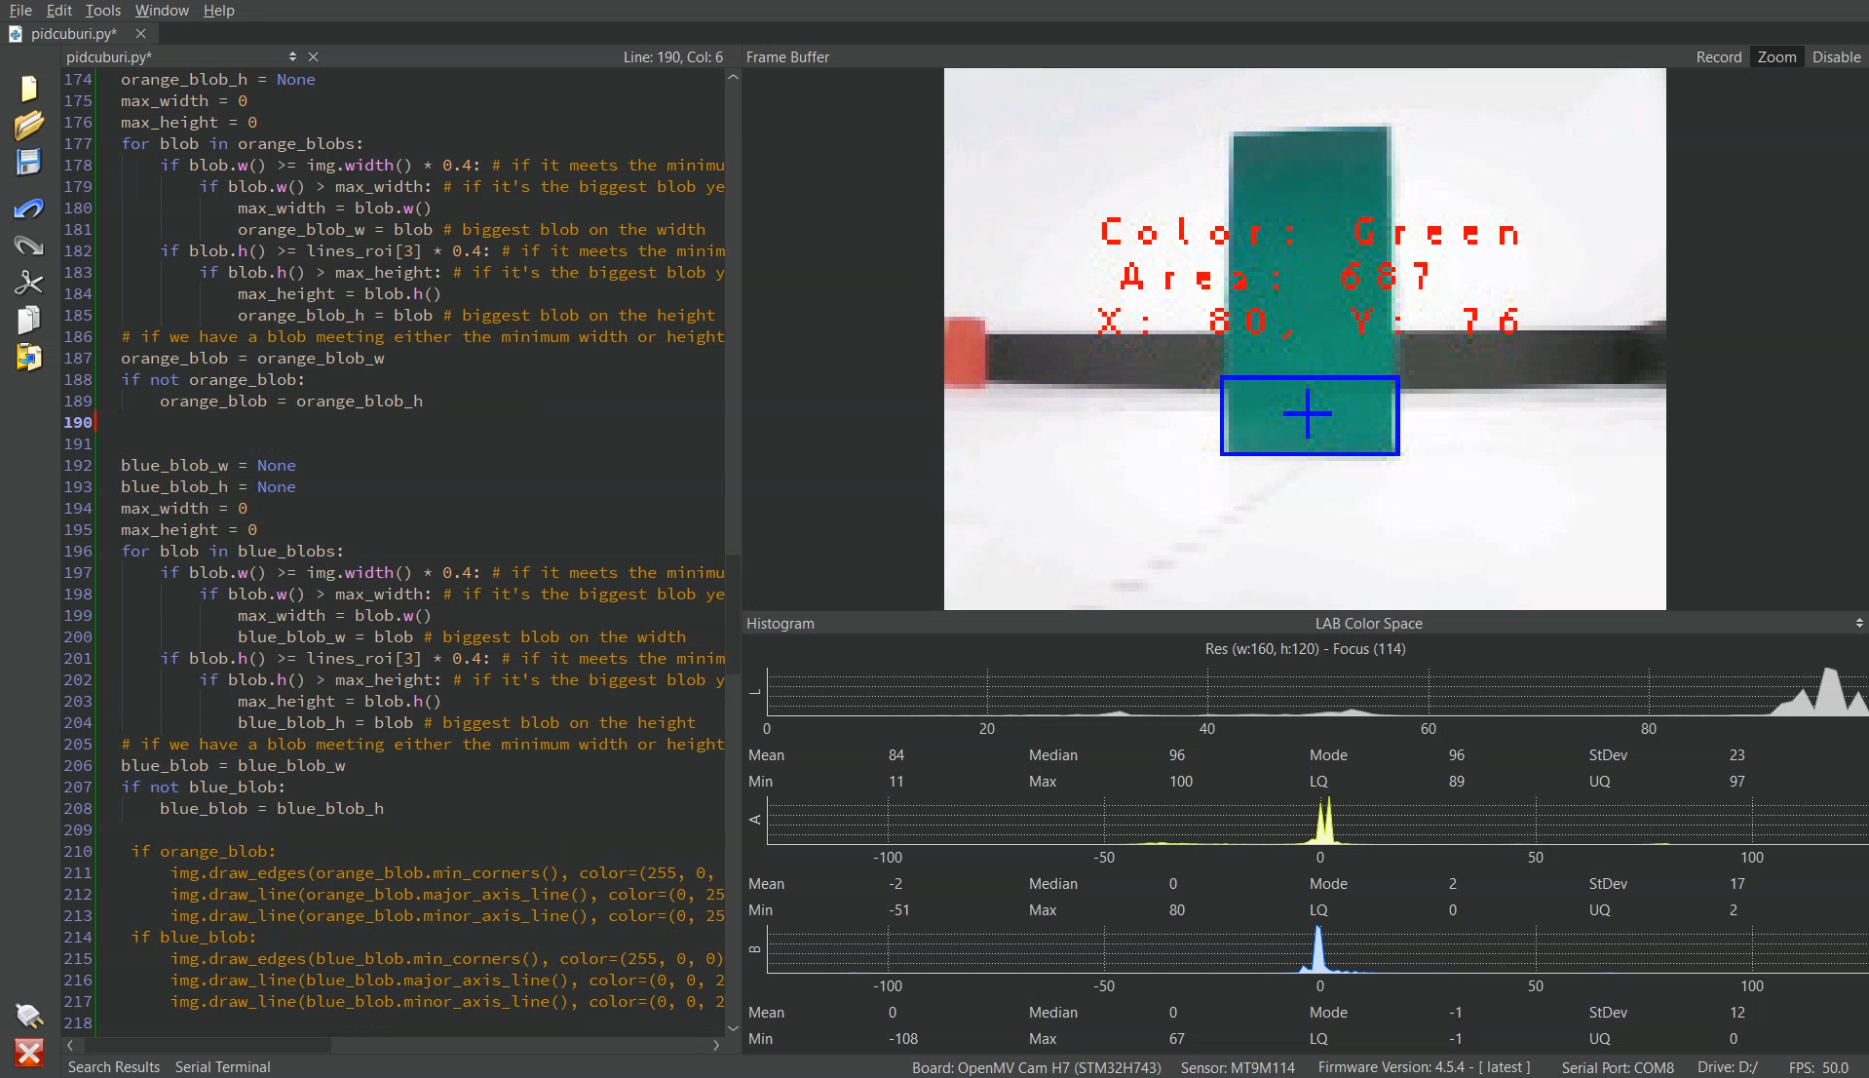 File Edit Tools Window Help
pidcuburi.py*
pidcuburi.py* Line: 190, Col: 6
174 orange_blob_h = None
175 max_width = 0
176 max_height = 0
177 for blob in orange_blobs:
178 if blob.w() >= img.width() * 0.4: # if it meets the minimu
179 if blob.w() > max_width: # if it's the biggest blob ye
180 max_width = blob.w()
181 orange_blob_w = blob # biggest blob on the width
182 if blob.h() >= lines_roi[3] * 0.4: # if it meets the minim
183 if blob.h() > max_height: # if it's the biggest blob y
184 max_height = blob.h()
185 orange_blob_h = blob # biggest blob on the height
186 # if we have a blob meeting either the minimum width or height
187 orange_blob = orange_blob_w
188 if not orange_blob:
189 orange_blob = orange_blob_h
190
191
192 blue_blob_w = None
193 blue_blob_h = None
194 max_width = 0
195 max_height = 0
196 for blob in blue_blobs:
197 if blob.w() >= img.width() * 0.4: # if it meets the minimu
198 if blob.w() > max_width: # if it's the biggest blob ye
199 max_width = blob.w()
200 blue_blob_w = blob # biggest blob on the width
201 if blob.h() >= lines_roi[3] * 0.4: # if it meets the minim
202 if blob.h() > max_height: # if it's the biggest blob y
203 max_height = blob.h()
204 blue_blob_h = blob # biggest blob on the height
205 # if we have a blob meeting either the minimum width or height
206 blue_blob = blue_blob_w
207 if not blue_blob:
208 blue_blob = blue_blob_h
209
210 if orange_blob:
211 img.draw_edges(orange_blob.min_corners(), color=(255, 0,
212 img.draw_line(orange_blob.major_axis_line(), color=(0, 25
213 img.draw_line(orange_blob.minor_axis_line(), color=(0, 25
214 if blue_blob:
215 img.draw_edges(blue_blob.min_corners(), color=(255, 0, 0)
216 img.draw_line(blue_blob.major_axis_line(), color=(0, 0, 2
217 img.draw_line(blue_blob.minor_axis_line(), color=(0, 0, 2
218
Frame Buffer Record Zoom Disable
Color: Green
Area: 687
X: 80, Y: 76
Histogram LAB Color Space
Res (w:160, h:120) - Focus (114)
L
0 20 40 60 80
Mean 84 Median 96 Mode 96 StDev 23
Min 11 Max 100 LQ 89 UQ 97
A
-100 -50 0 50 100
Mean -2 Median 0 Mode 2 StDev 17
Min -51 Max 80 LQ 0 UQ 2
B
-100 -50 0 50 100
Mean 0 Median 0 Mode -1 StDev 12
Min -108 Max 67 LQ -1 UQ 0
Search Results Serial Terminal Board: OpenMV Cam H7 (STM32H743) Sensor: MT9M114 Firmware Version: 4.5.4 - [ latest ] Serial Port: COM8 Drive: D:/ FPS: 50.0